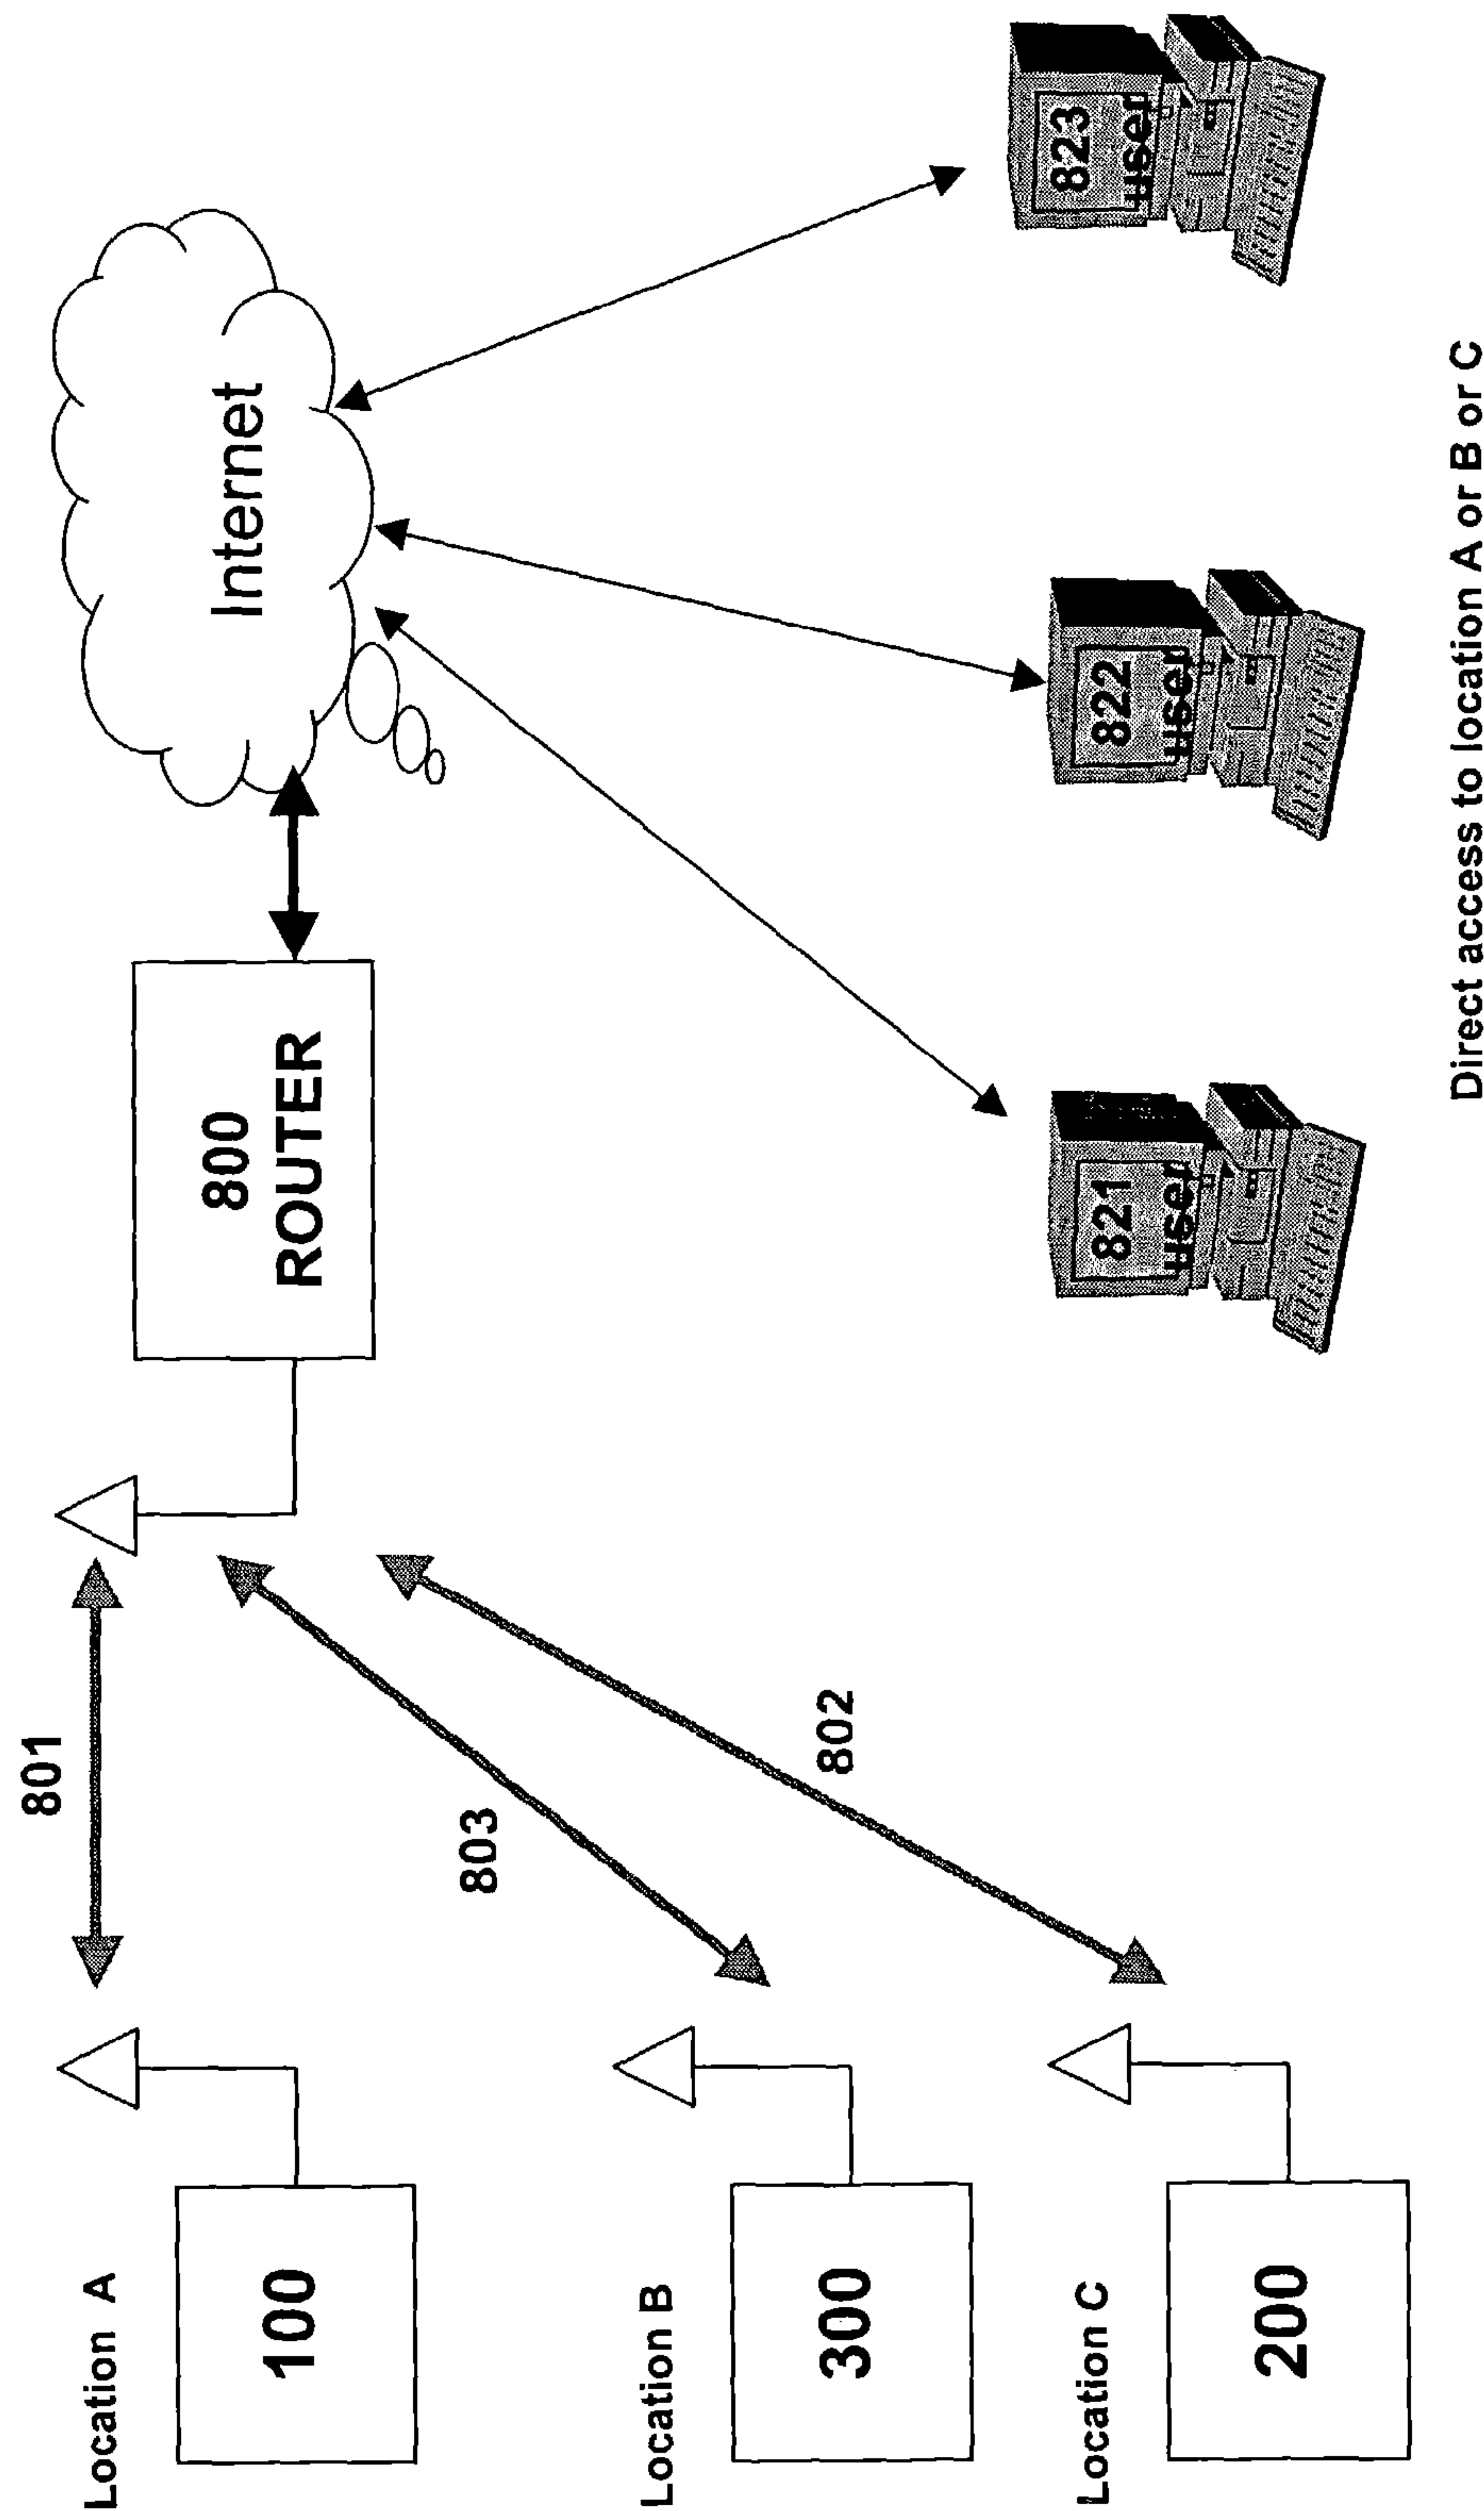 Location A
100
801
800
ROUTER
Internet
Location B
300
803
Location C
200
802
821
user
822
user
823
user
Direct access to location A or B or C